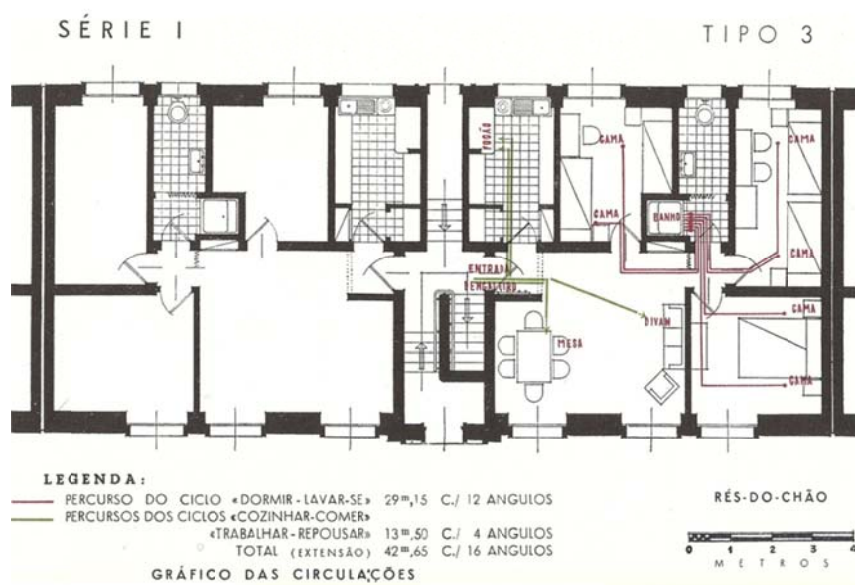 SÉRIE I
TIPO 3
FOGÃO
CAMA
CAMA
CAMA
BANHO
CAMA
ENTRADA
BENGALEIRO
DIVAN
MESA
CAMA
CAMA
LEGENDA:
PERCURSO DO CICLO «DORMIR-LAVAR-SE» 29m,15 C./ 12 ANGULOS
PERCURSOS DOS CICLOS «COZINHAR-COMER»
«TRABALHAR-REPOUSAR» 13m,50 C./ 4 ANGULOS
TOTAL (EXTENSÃO) 42m,65 C./ 16 ANGULOS
GRÁFICO DAS CIRCULAÇÕES
RÉS-DO-CHÃO
0 1 2 3 4
METROS